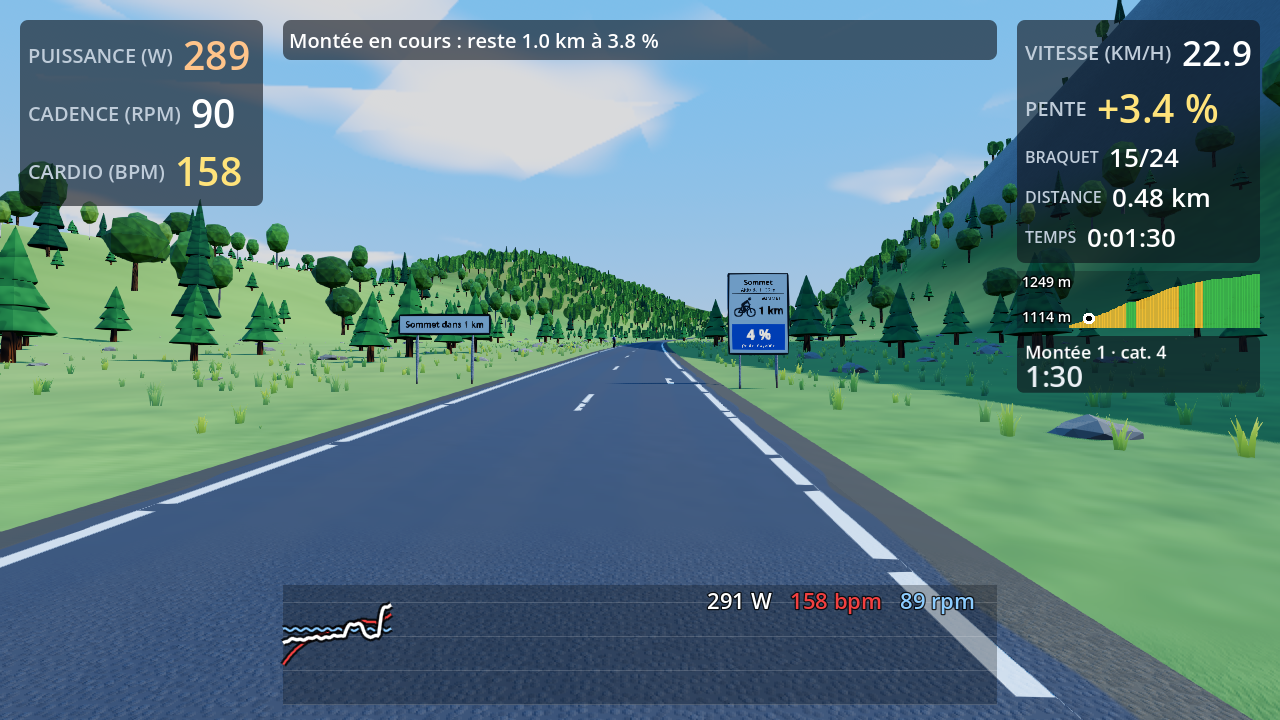 PUISSANCE (W) 289
CADENCE (RPM) 90
CARDIO (BPM) 158
Montée en cours : reste 1.0 km à 3.8 %
VITESSE (KM/H) 22.9
PENTE +3.4 %
BRAQUET 15/24
DISTANCE 0.48 km
TEMPS 0:01:30
1249 m
1114 m
Montée 1 · cat. 4
1:30
Sommet dans 1 km
Sommet
1 km
4 %
291 W 158 bpm 89 rpm